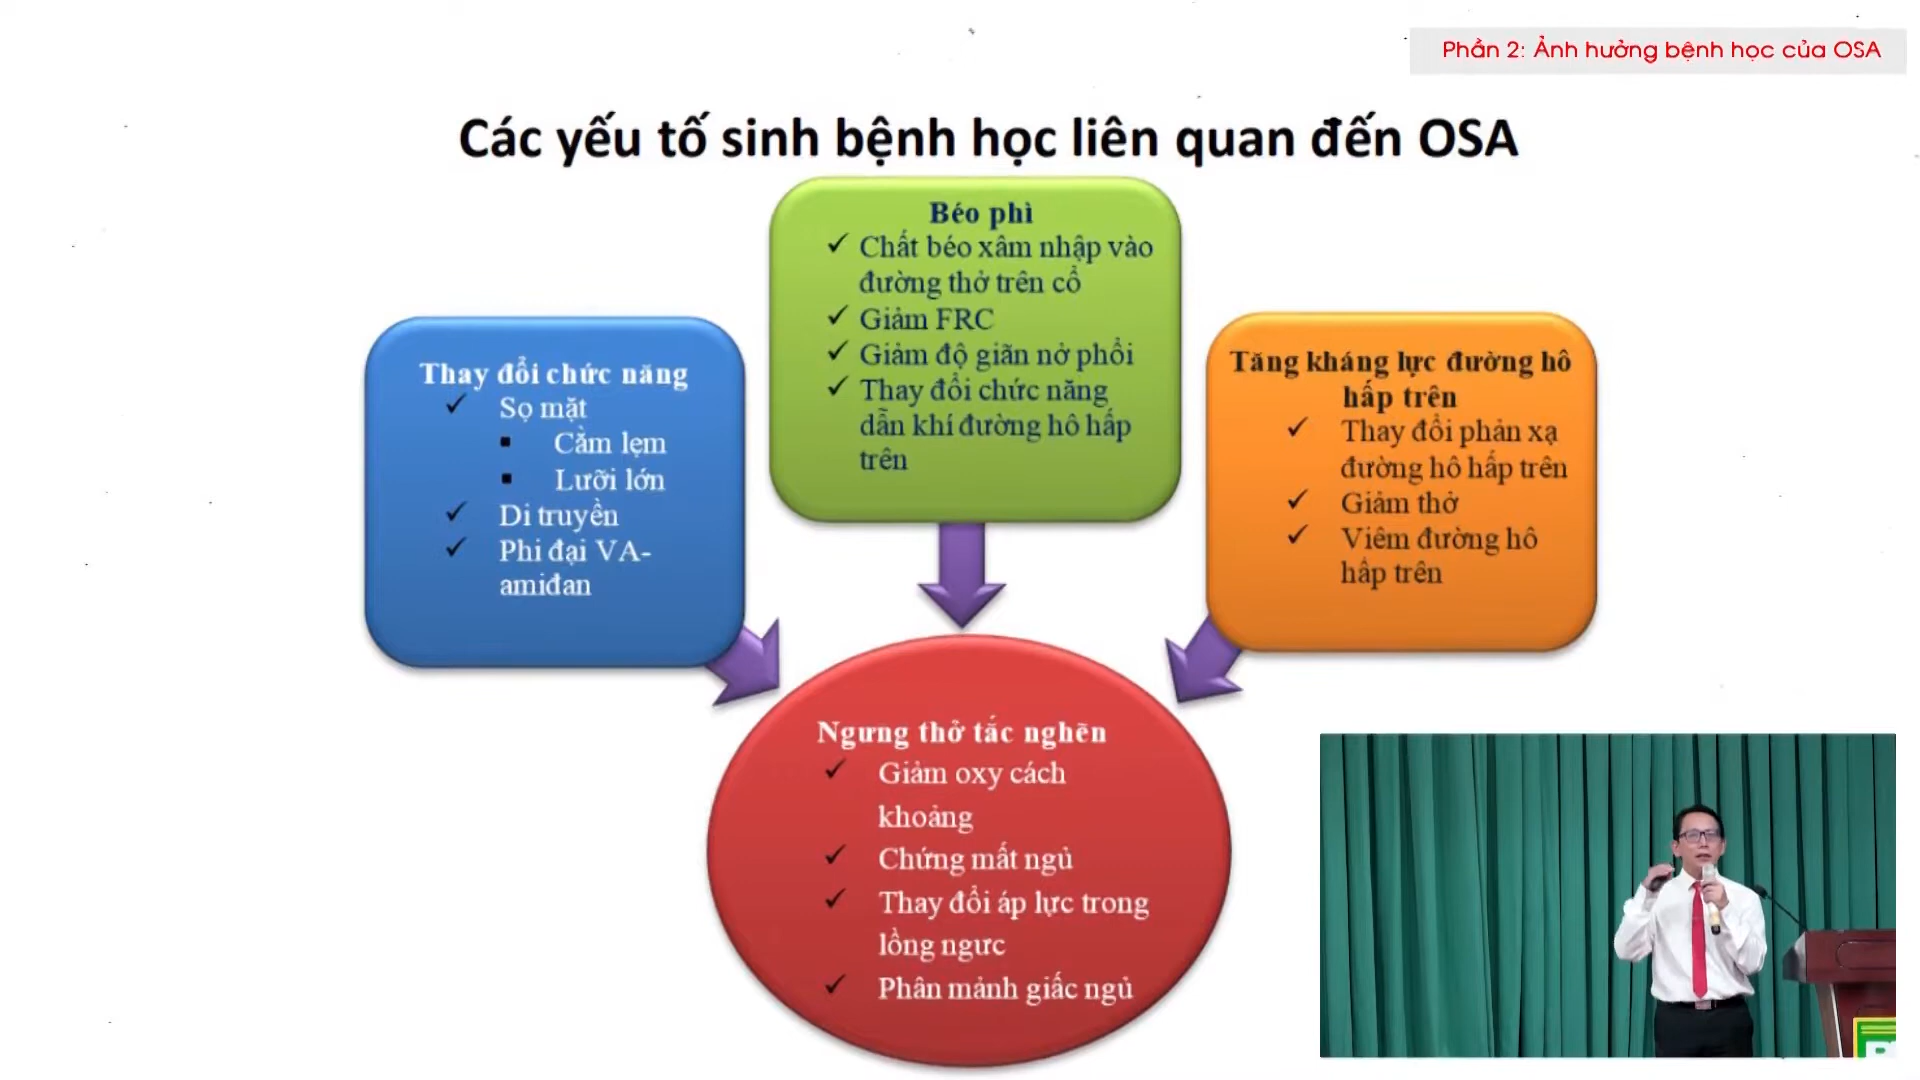 Phần 2: Ảnh hưởng bệnh học của OSA
Các yếu tố sinh bệnh học liên quan đến OSA
Béo phì
✓ Chất béo xâm nhập vào
đường thở trên cổ
✓ Giảm FRC
✓ Giảm độ giãn nở phổi
✓ Thay đổi chức năng
dẫn khí đường hô hấp
trên
Thay đổi chức năng
✓ Sọ mặt
▪ Cằm lẹm
▪ Lưỡi lớn
✓ Di truyền
✓ Phi đại VA-
amiđan
Tăng kháng lực đường hô
hấp trên
✓ Thay đổi phản xạ
đường hô hấp trên
✓ Giảm thở
✓ Viêm đường hô
hấp trên
Ngưng thở tắc nghẽn
✓ Giảm oxy cách
khoảng
✓ Chứng mất ngủ
✓ Thay đổi áp lực trong
lồng ngưc
✓ Phân mảnh giấc ngủ